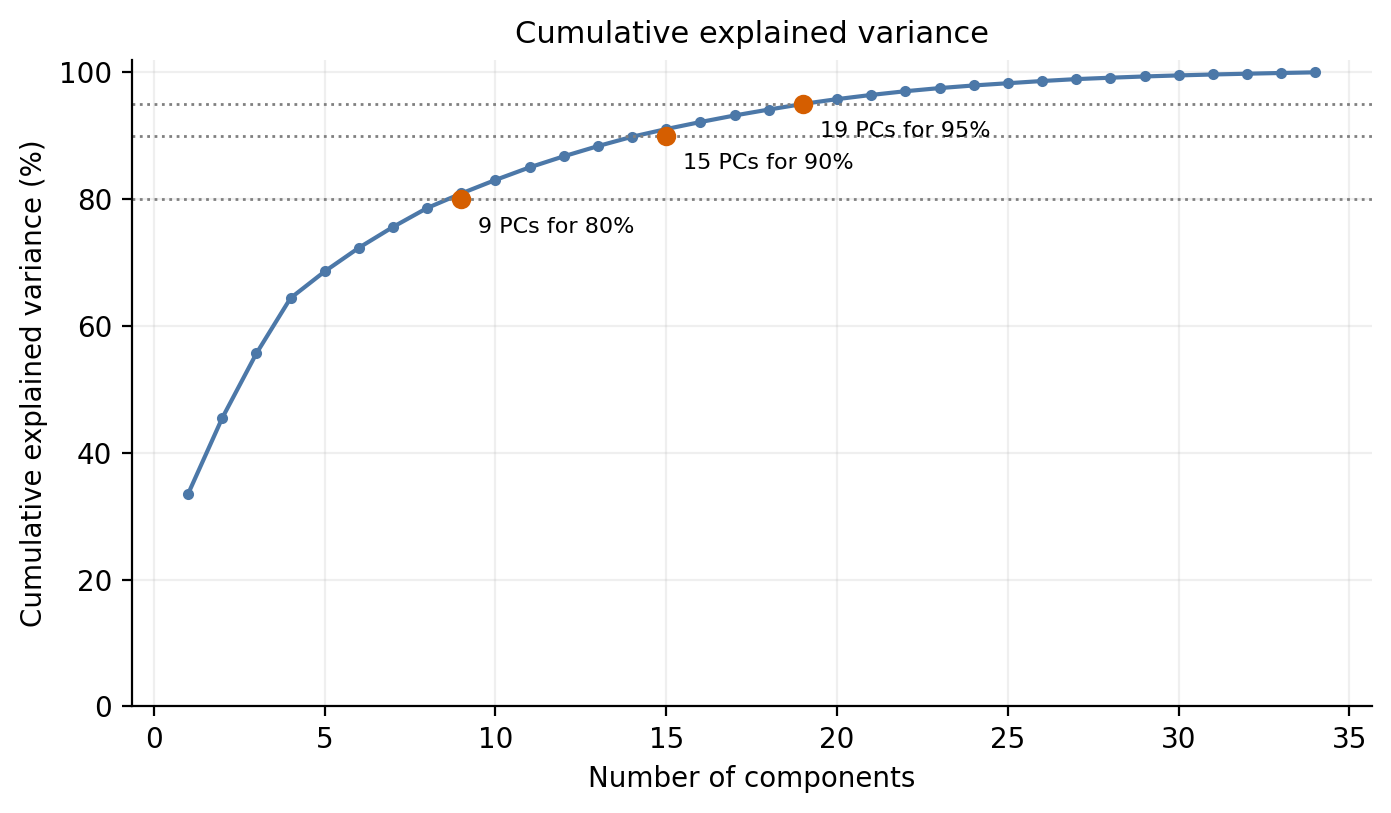 Cumulative explained variance
Cumulative explained variance (%)
100
80
60
40
20
0
19 PCs for 95%
15 PCs for 90%
9 PCs for 80%
0 5 10 15 20 25 30 35
Number of components